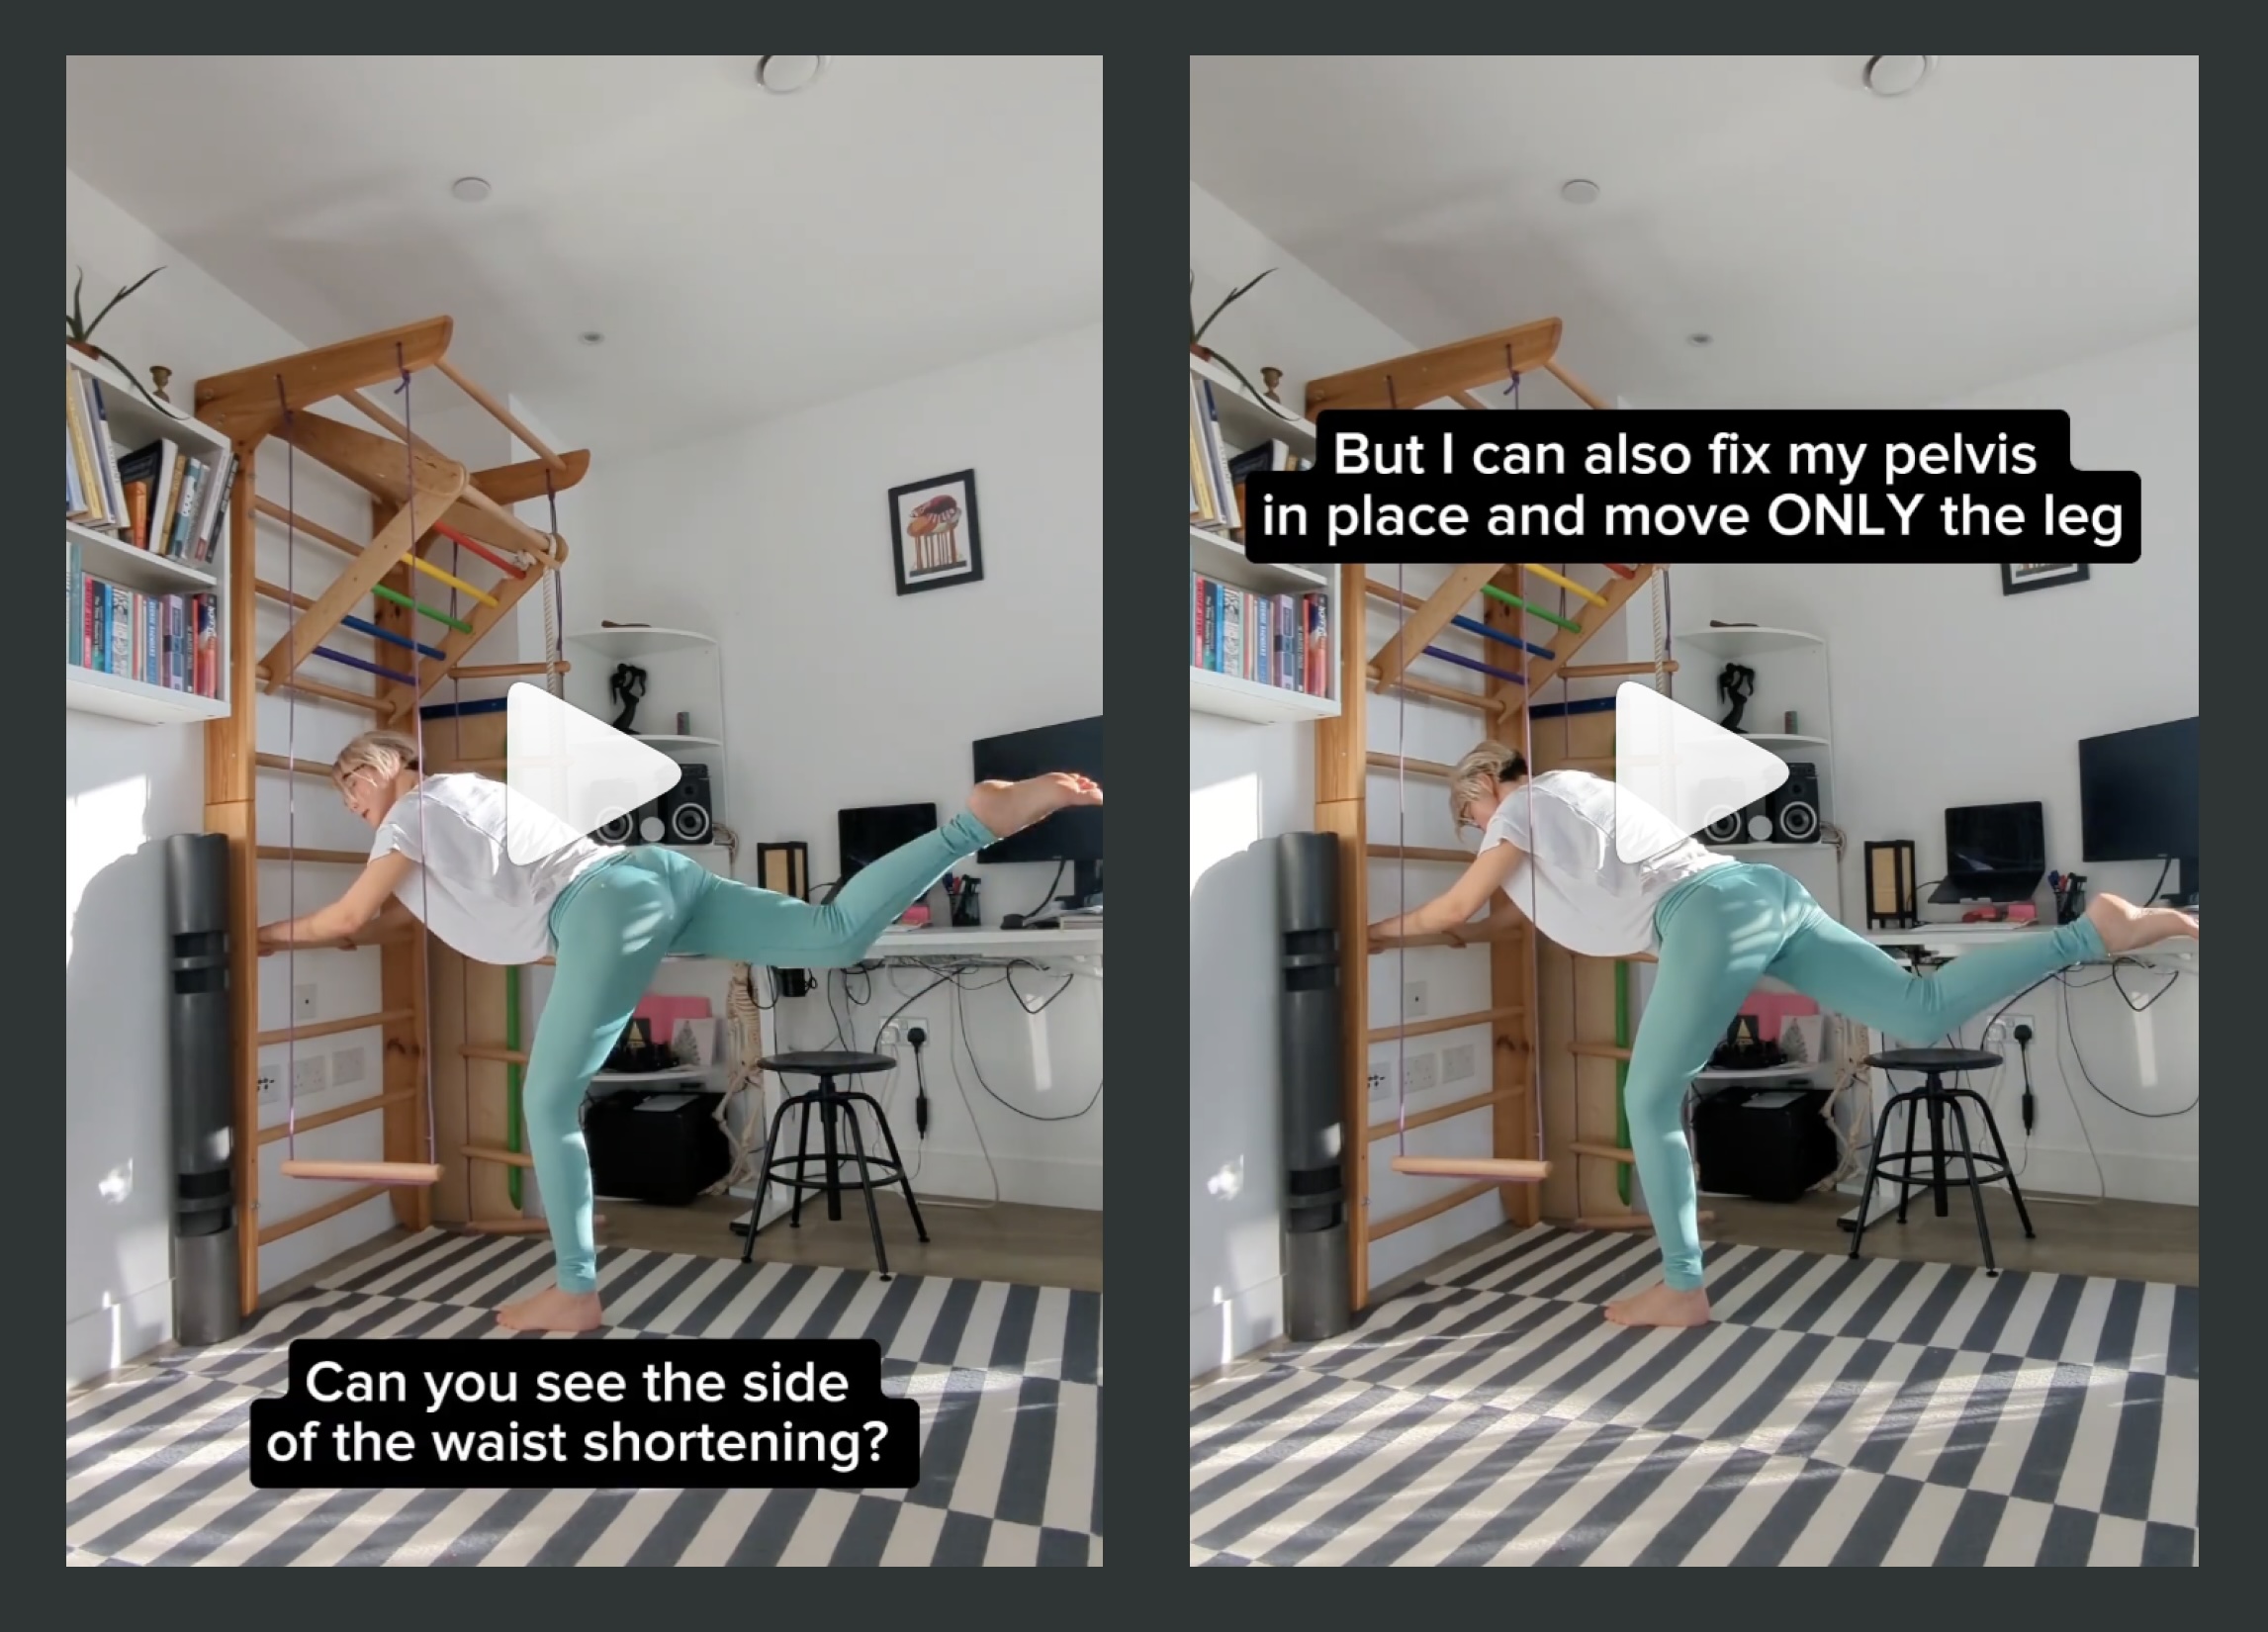 Can you see the side
of the waist shortening?
But I can also fix my pelvis
in place and move ONLY the leg